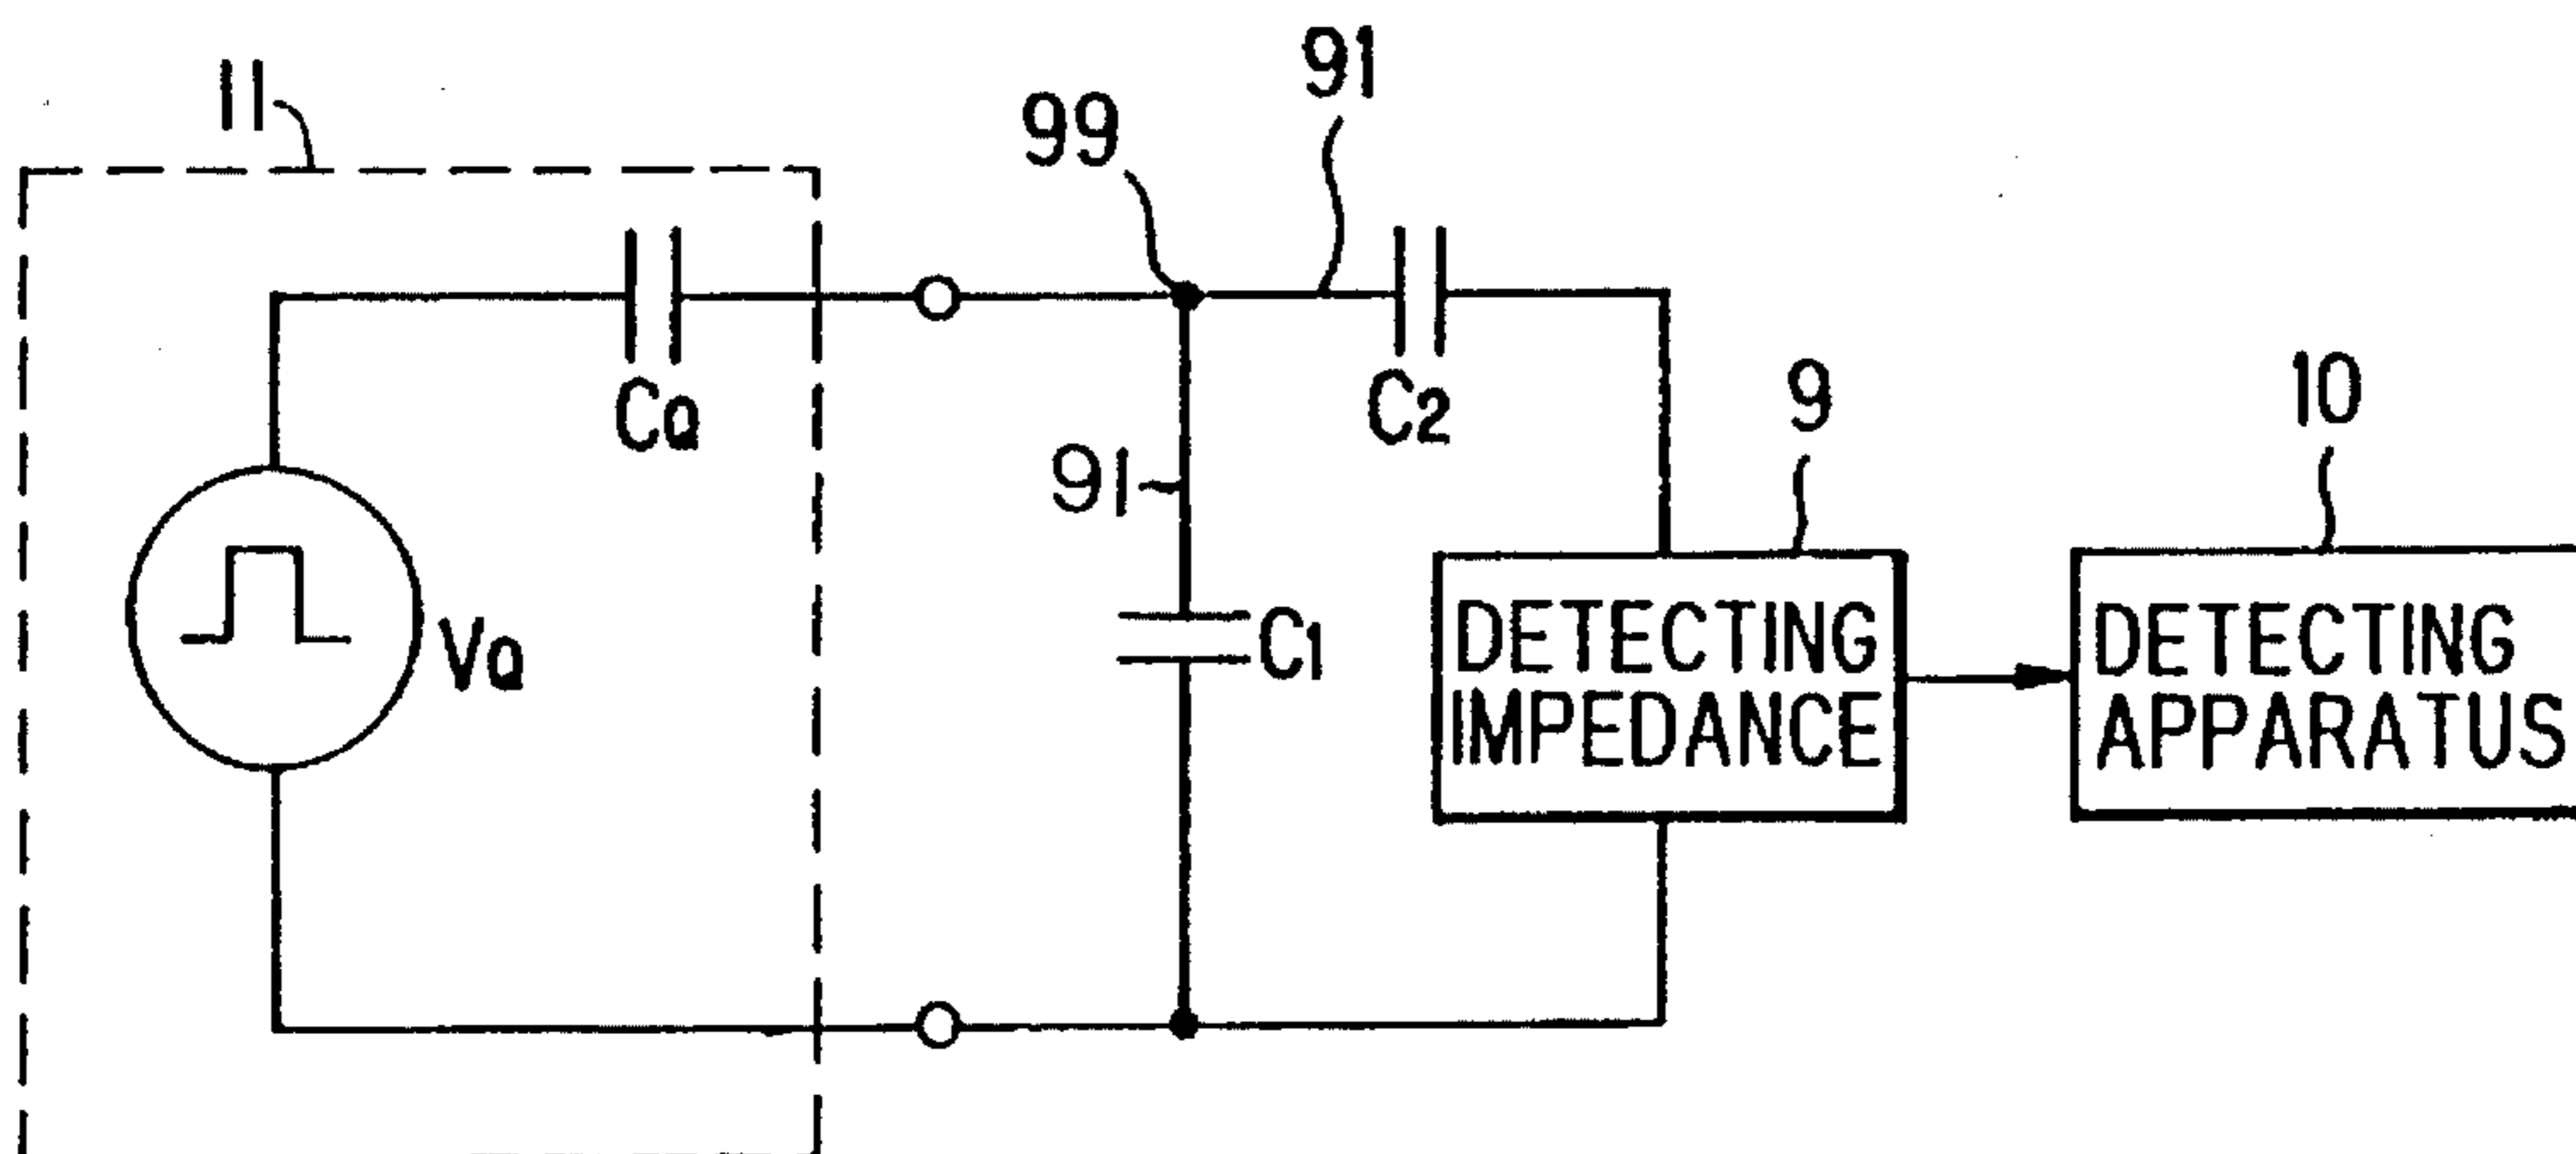 11
99
91
CQ
C2
9
10
91
VQ
C1
DETECTING
IMPEDANCE
DETECTING
APPARATUS